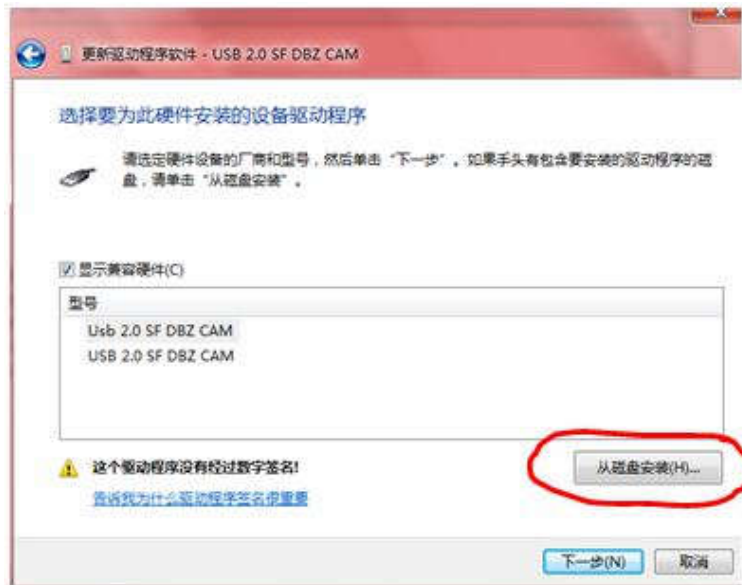 更新驱动程序软件 - USB 2.0 SF DBZ CAM
选择要为此硬件安装的设备驱动程序
请选定硬件设备的厂商和型号，然后单击“下一步”。如果手头有包含要安装的驱动程序的磁
盘，请单击“从磁盘安装”。
显示兼容硬件(C)
型号
Usb 2.0 SF DBZ CAM
USB 2.0 SF DBZ CAM
这个驱动程序没有经过数字签名!
从磁盘安装(H)...
告诉我为什么驱动程序签名很重要
下一步(N)
取消